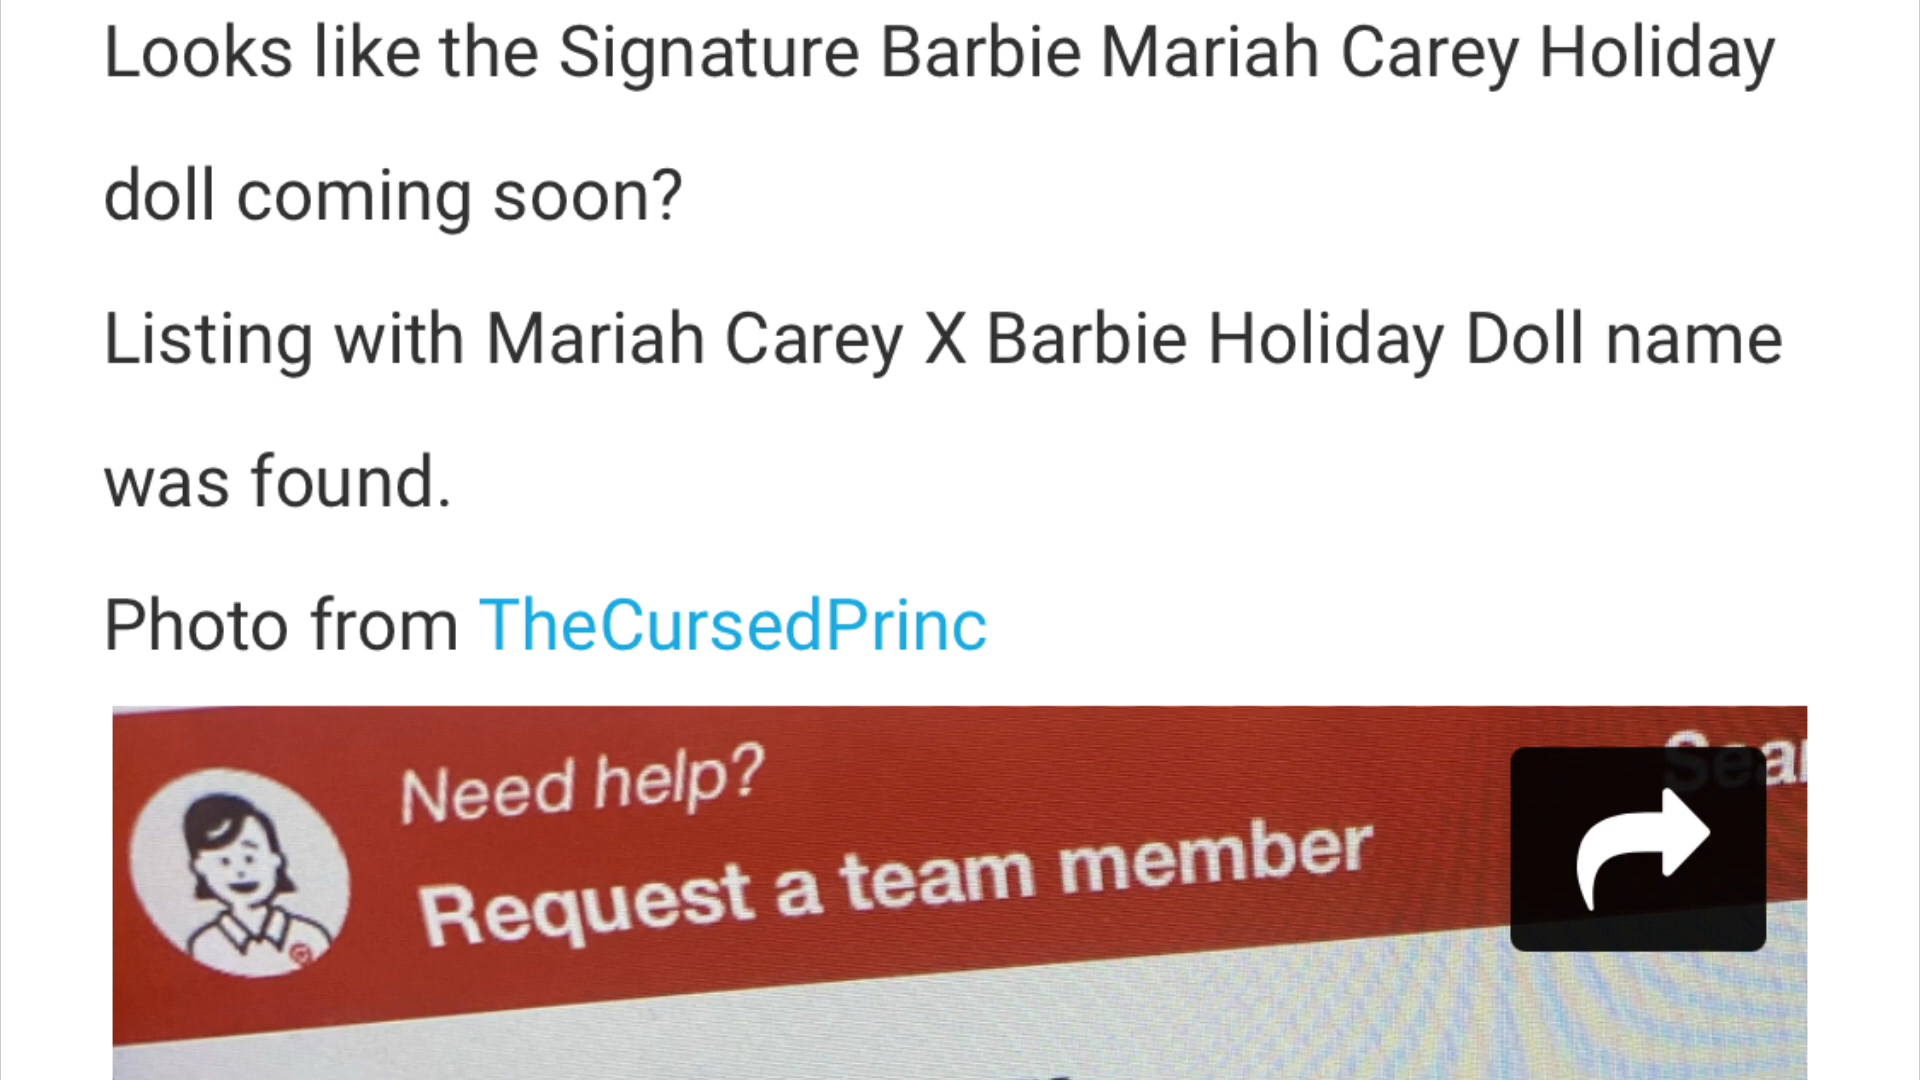 Looks like the Signature Barbie Mariah Carey Holiday
doll coming soon?
Listing with Mariah Carey X Barbie Holiday Doll name
was found.
Photo from TheCursedPrinc
Need help?
Request a team member